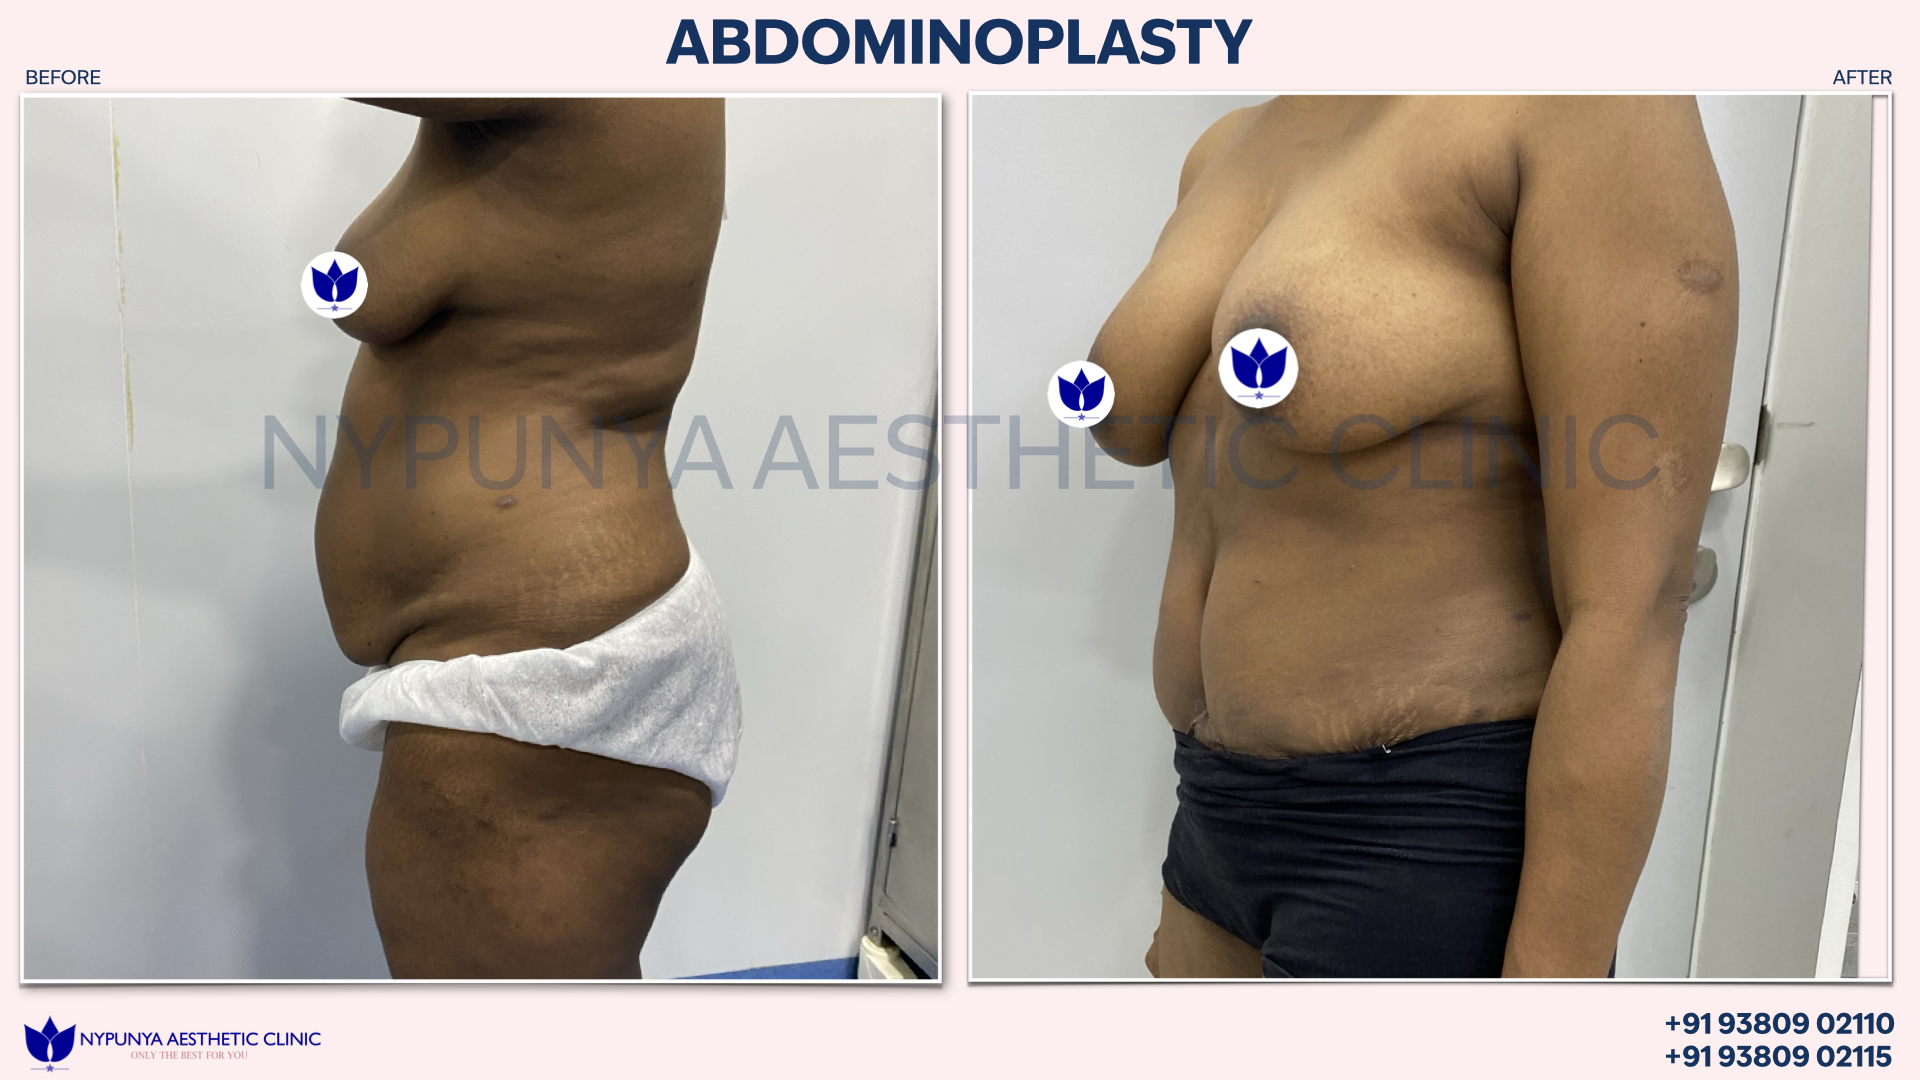 ABDOMINOPLASTY
BEFORE
AFTER
NYPUNYA AESTHETIC CLINIC
NYPUNYA AESTHETIC CLINIC
ONLY THE BEST FOR YOU
+91 93809 02110
+91 93809 02115